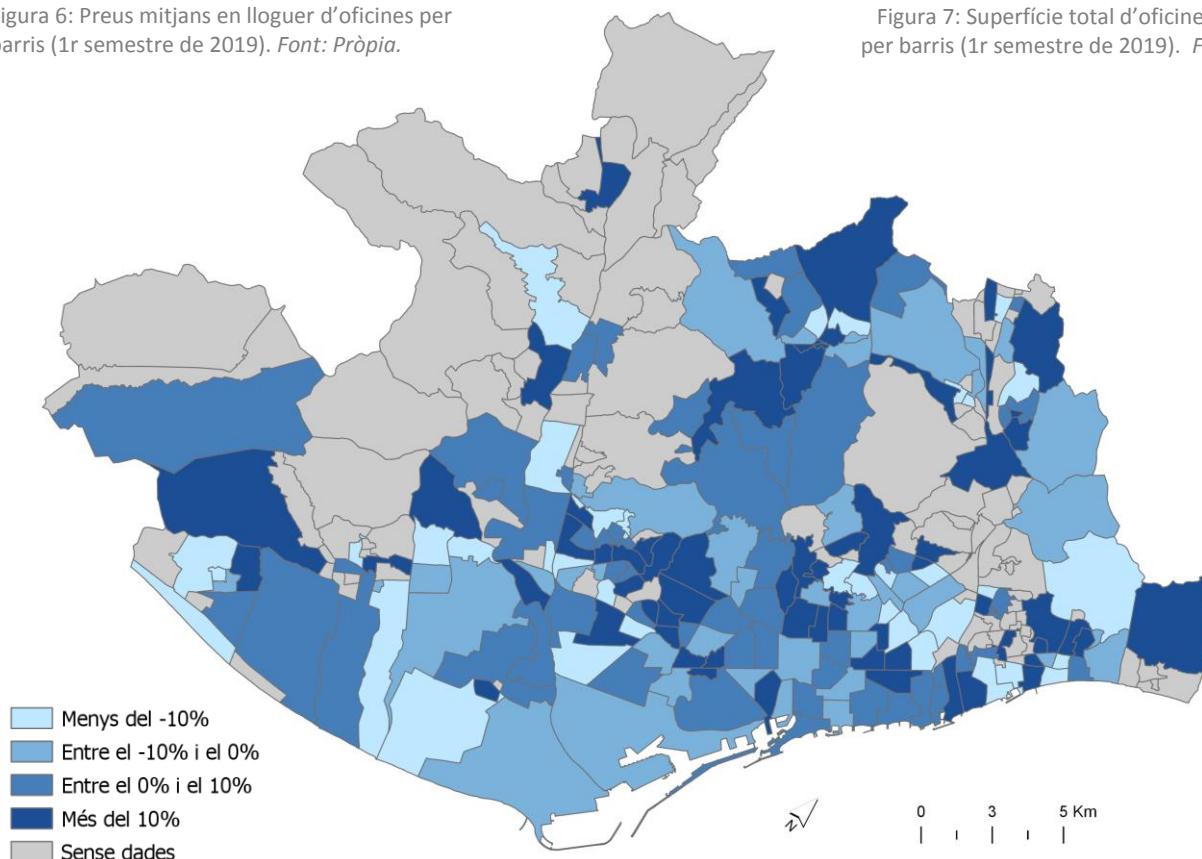 igura 6: Preus mitjans en lloguer d'oficines per
barris (1r semestre de 2019). Font: Pròpia.
Figura 7: Superfície total d'oficine
per barris (1r semestre de 2019). F
Menys del -10%
Entre el -10% i el 0%
Entre el 0% i el 10%
Més del 10%
Sense dades
N
0 3 5 Km